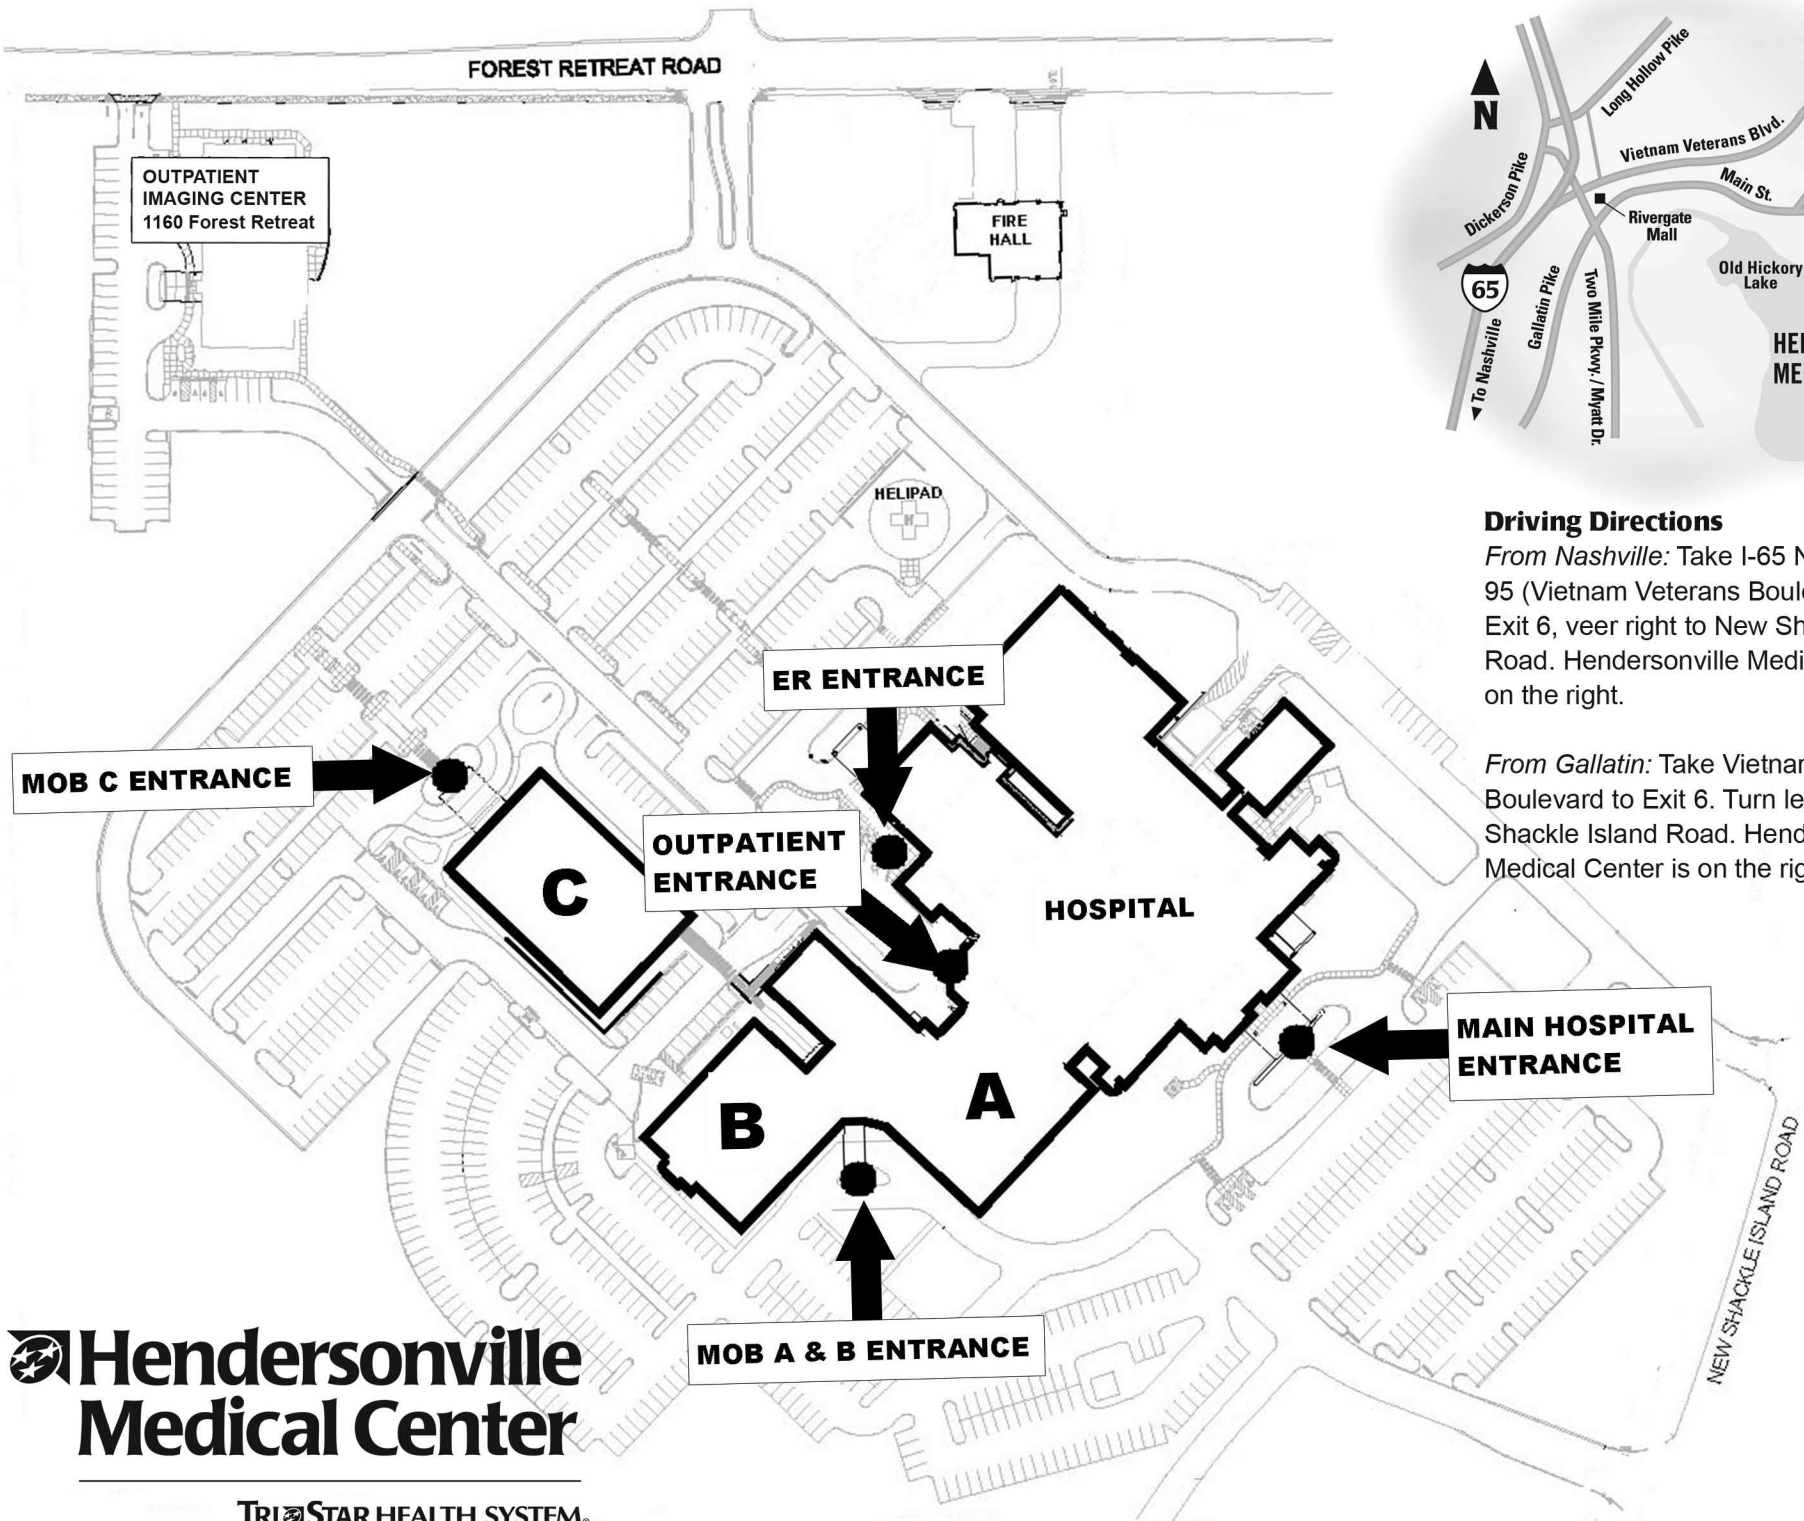 FOREST RETREAT ROAD
OUTPATIENT
IMAGING CENTER
1160 Forest Retreat
FIRE
HALL
HELIPAD
H
ER ENTRANCE
MOB C ENTRANCE
OUTPATIENT
ENTRANCE
C
HOSPITAL
MAIN HOSPITAL
ENTRANCE
A
B
MOB A & B ENTRANCE
NEW SHACKLE ISLAND ROAD
N
Long Hollow Pike
Vietnam Veterans Blvd.
Main St.
Dickerson Pike
Rivergate
Mall
Old Hickory
Lake
65
Gallatin Pike
Two Mile Pkwy. / Myatt Dr.
To Nashville
HE
ME
Driving Directions
From Nashville: Take I-65 N
95 (Vietnam Veterans Boule
Exit 6, veer right to New Sh
Road. Hendersonville Medi
on the right.
From Gallatin: Take Vietnam
Boulevard to Exit 6. Turn le
Shackle Island Road. Hend
Medical Center is on the rig
Hendersonville
Medical Center
TRISTAR HEALTH SYSTEM®